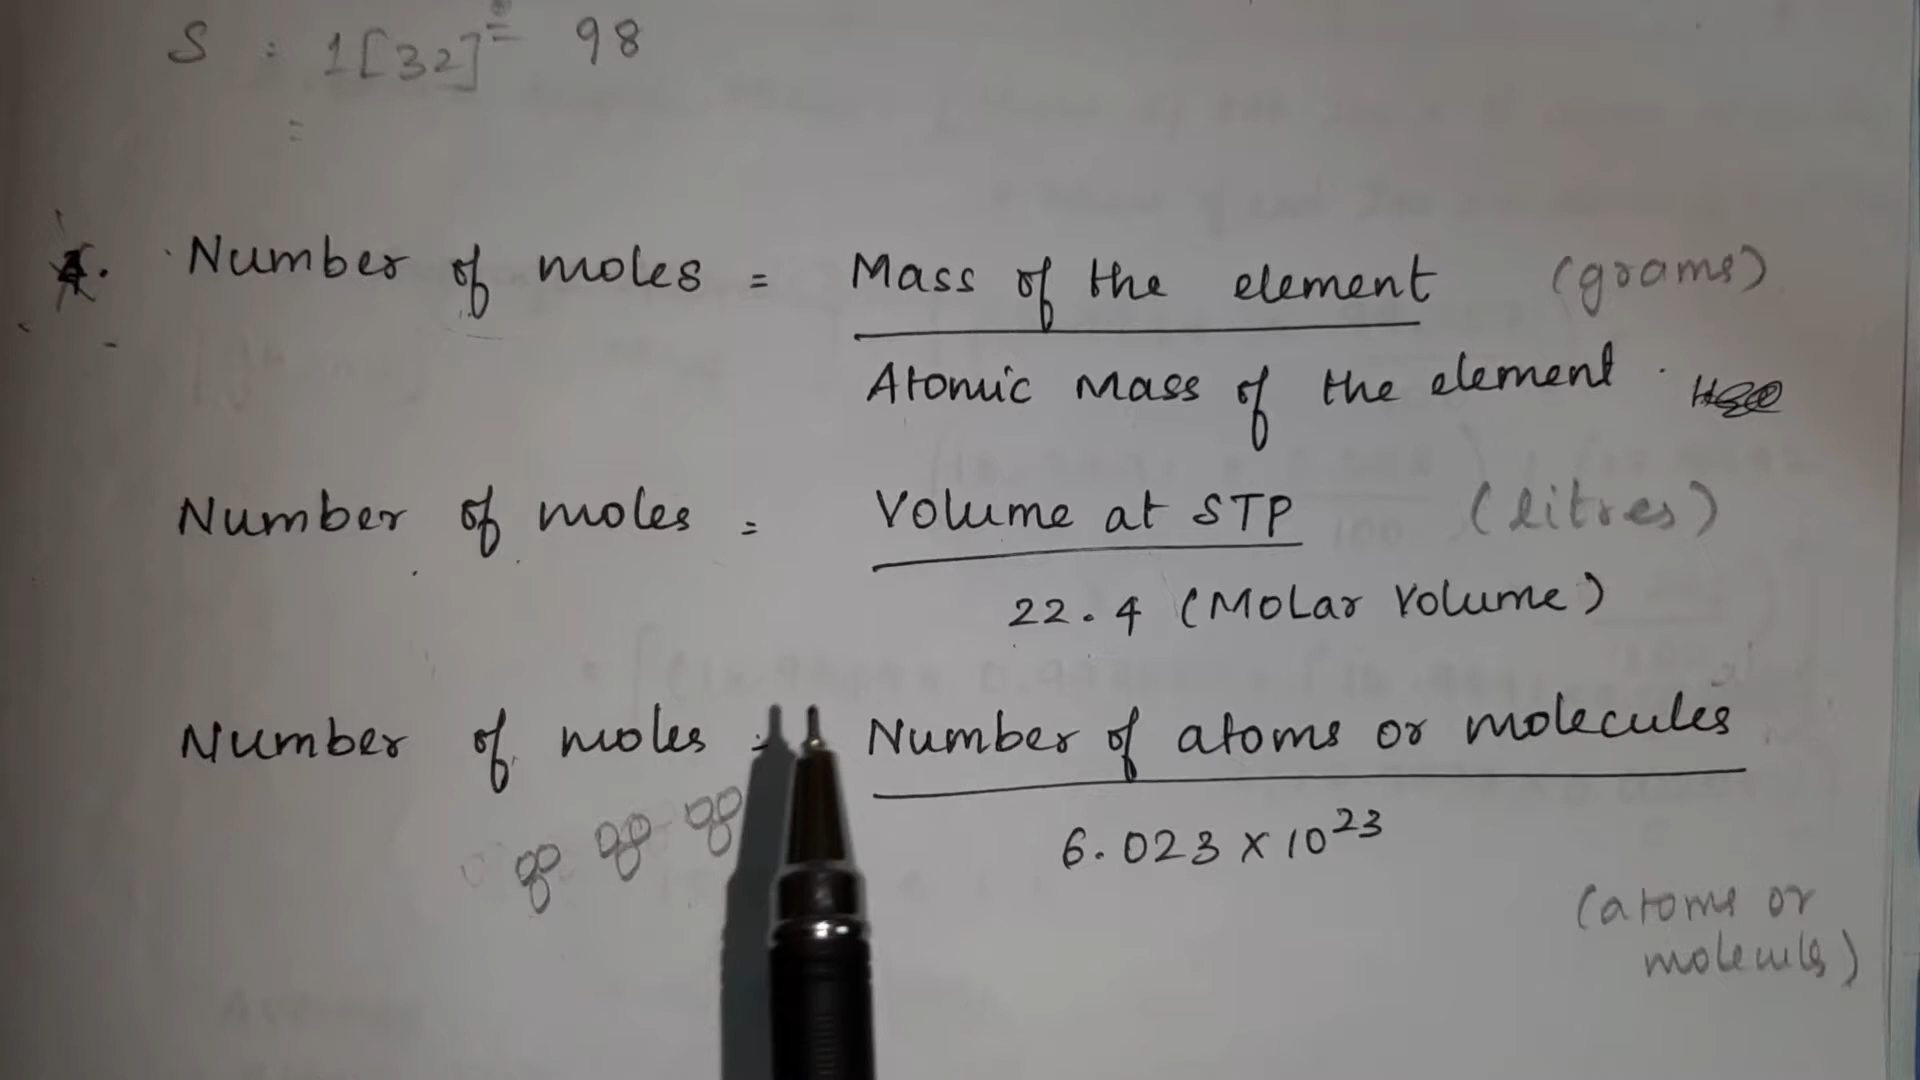 S : 1[32] = 98
=
Number of moles = Mass of the element (grams)
Atomic Mass of the element .
Number of moles = Volume at STP (litres)
22.4 (Molar Volume)
Number of moles = Number of atoms or molecules
6.023 x 10²³
(atoms or
molecules)